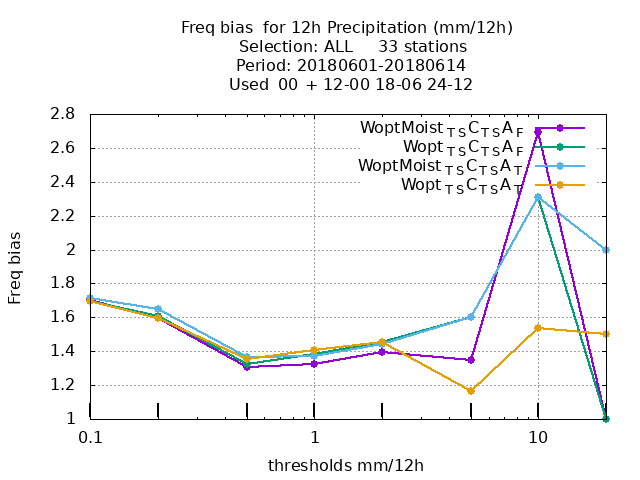 Freq bias  for 12h Precipitation (mm/12h)
Selection: ALL     33 stations
Period: 20180601-20180614
Used  00 + 12-00 18-06 24-12
WoptMoist TS C TS A F
Wopt TS C TS A F
WoptMoist TS C TS A T
Wopt TS C TS A T
2.8
2.6
2.4
2.2
2
1.8
1.6
1.4
1.2
1
Freq bias
0.1 1 10
thresholds mm/12h